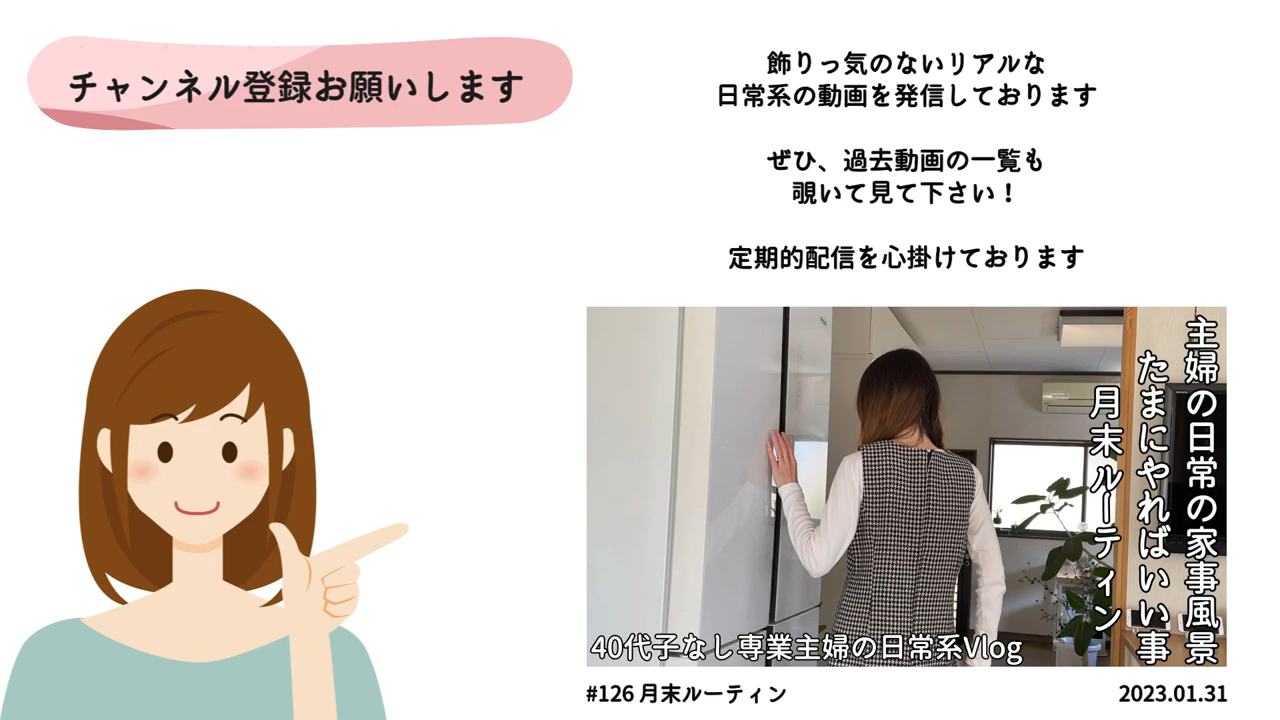 チャンネル登録お願いします
飾りっ気のないリアルな
日常系の動画を発信しております
ぜひ、過去動画の一覧も
覗いて見て下さい！
定期的配信を心掛けております
主婦の日常の家事風景
たまにやればいい事
月末ルーティン
40代子なし専業主婦の日常系Vlog
#126 月末ルーティン
2023.01.31